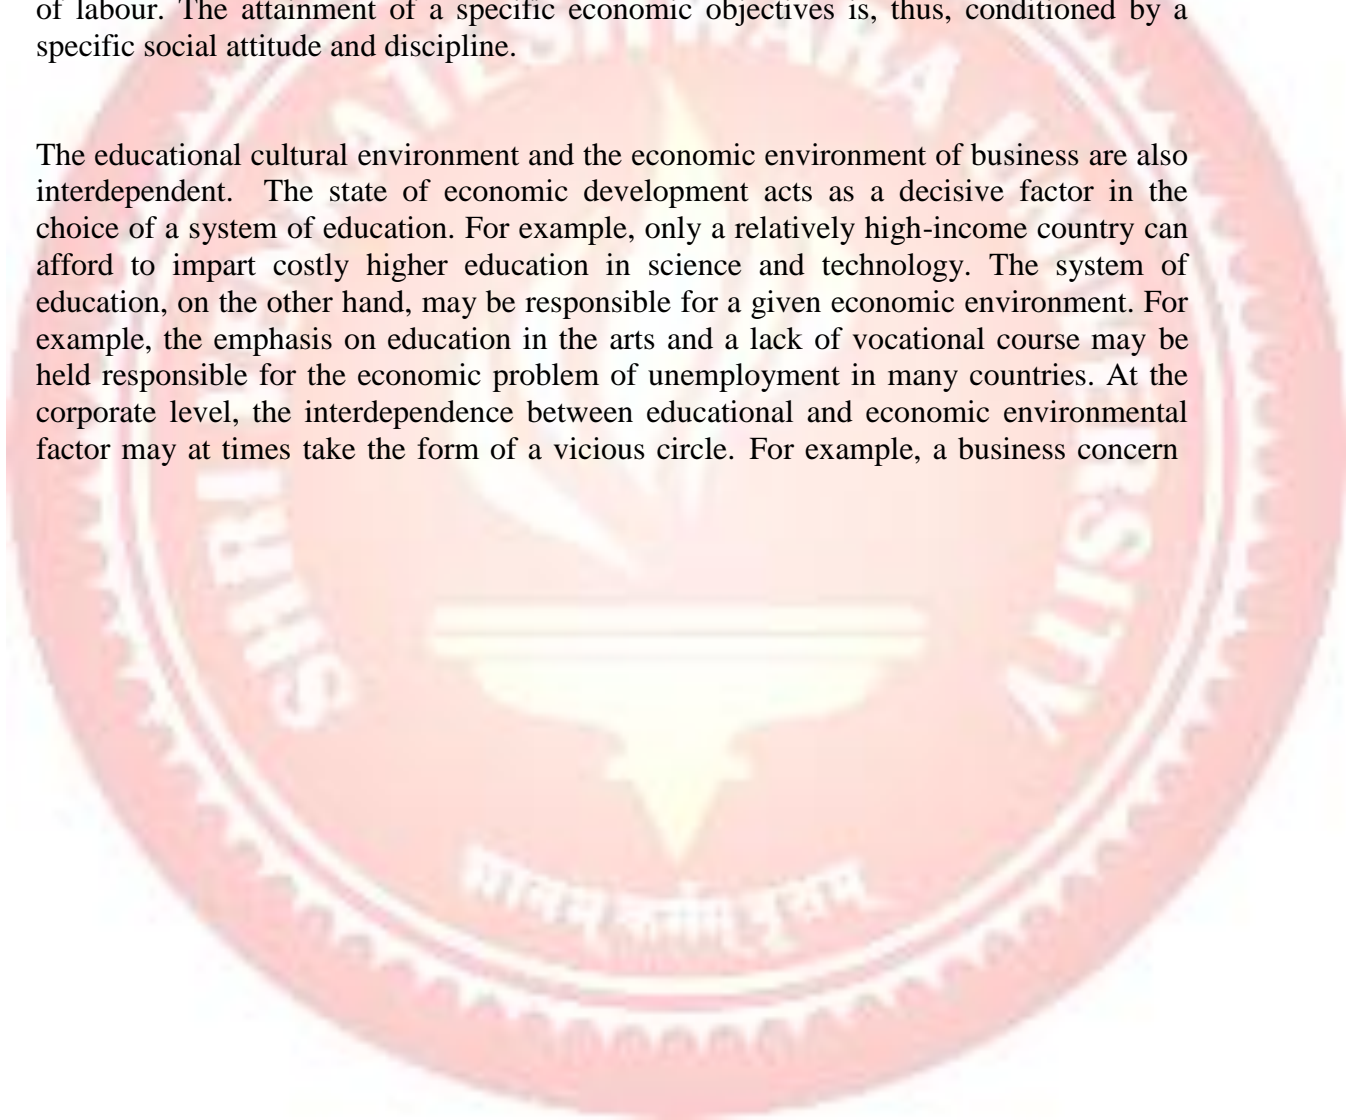 of labour. The attainment of a specific economic objectives is, thus, conditioned by a
specific social attitude and discipline.
The educational cultural environment and the economic environment of business are also
interdependent. The state of economic development acts as a decisive factor in the
choice of a system of education. For example, only a relatively high-income country can
afford to impart costly higher education in science and technology. The system of
education, on the other hand, may be responsible for a given economic environment. For
example, the emphasis on education in the arts and a lack of vocational course may be
held responsible for the economic problem of unemployment in many countries. At the
corporate level, the interdependence between educational and economic environmental
factor may at times take the form of a vicious circle. For example, a business concern
SHRI UNIVERSITY